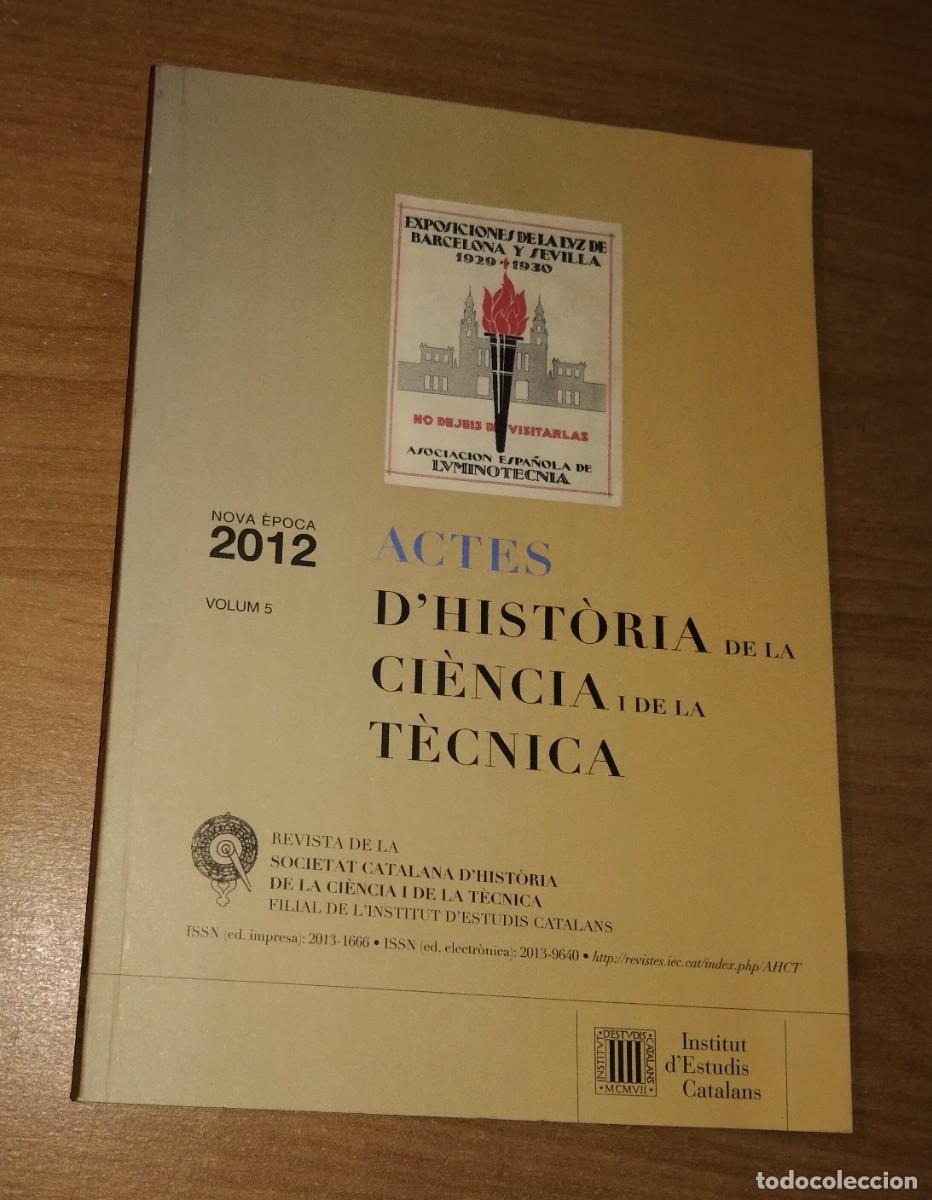 EXPOSICIONES DE LA LVZ DE
BARCELONA Y SEVILLA
1929 + 1930
NO DEJEIS DE VISITARLAS
ASOCIACION ESPAÑOLA DE
LVMINOTECNIA
NOVA ÈPOCA
2012
VOLUM 5
ACTES
D'HISTÒRIA DE LA
CIÈNCIA I DE LA
TÈCNICA
REVISTA DE LA
SOCIETAT CATALANA D'HISTÒRIA
DE LA CIÈNCIA I DE LA TÈCNICA
FILIAL DE L'INSTITUT D'ESTUDIS CATALANS
ISSN (ed. impresa): 2013-1666 • ISSN (ed. electrònica): 2013-9640 • http://revistes.iec.cat/index.php/AHCT
INSTITVT
D'ESTVDIS
CATALANS
MCMVII
Institut
d'Estudis
Catalans
todocoleccion